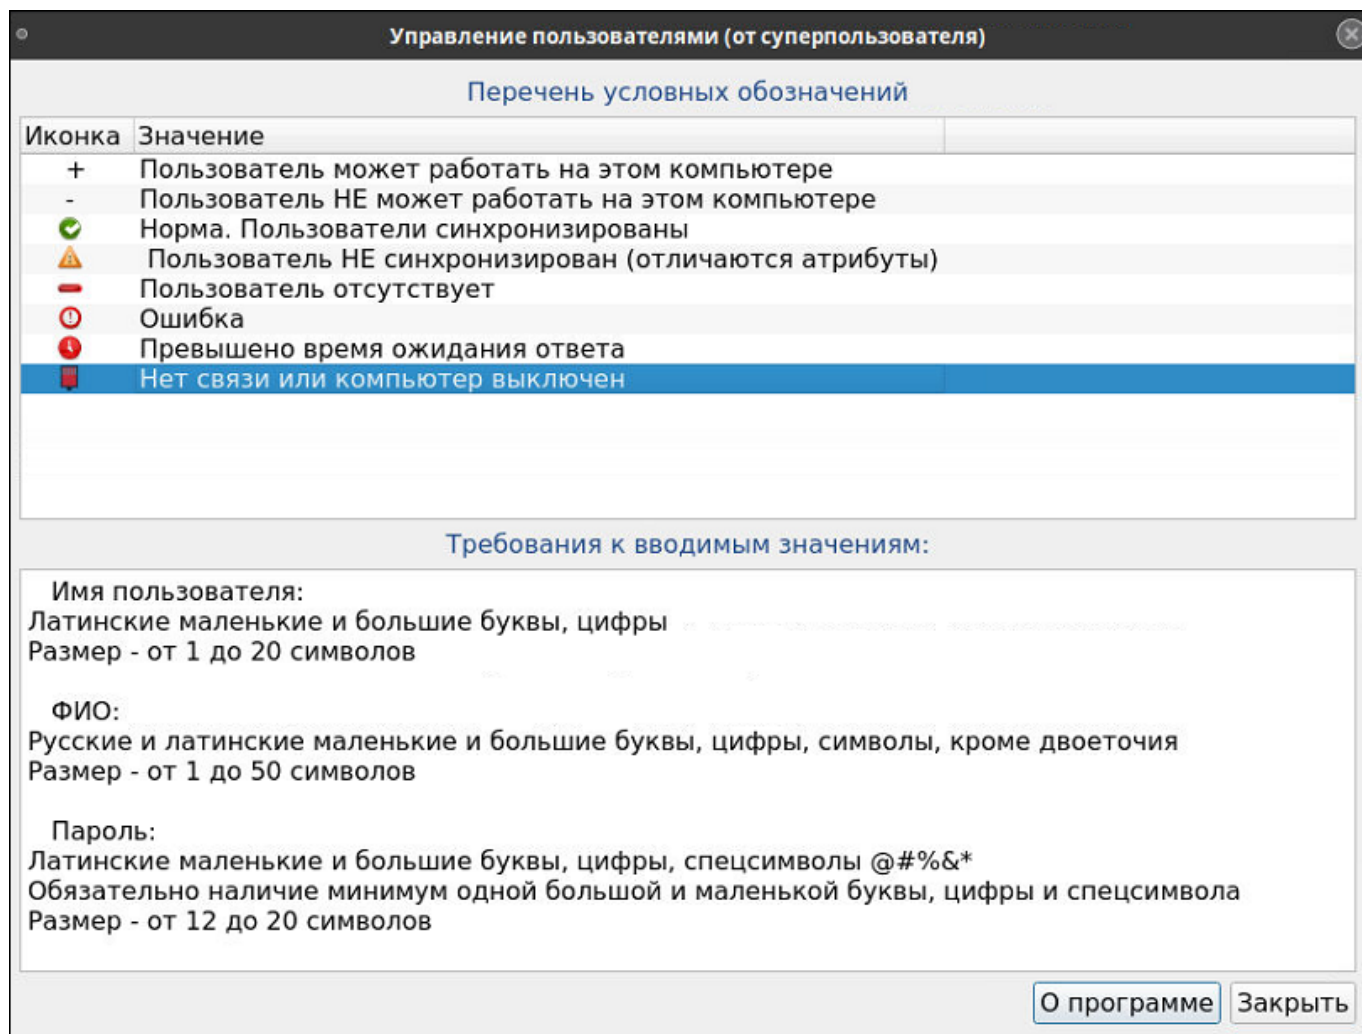 Управление пользователями (от суперпользователя)
Перечень условных обозначений
Иконка Значение
+ Пользователь может работать на этом компьютере
- Пользователь НЕ может работать на этом компьютере
Норма. Пользователи синхронизированы
Пользователь НЕ синхронизирован (отличаются атрибуты)
Пользователь отсутствует
Ошибка
Превышено время ожидания ответа
Нет связи или компьютер выключен
Требования к вводимым значениям:
Имя пользователя:
Латинские маленькие и большие буквы, цифры
Размер - от 1 до 20 символов
ФИО:
Русские и латинские маленькие и большие буквы, цифры, символы, кроме двоеточия
Размер - от 1 до 50 символов
Пароль:
Латинские маленькие и большие буквы, цифры, спецсимволы @#%&*
Обязательно наличие минимум одной большой и маленькой буквы, цифры и спецсимвола
Размер - от 12 до 20 символов
О программе Закрыть